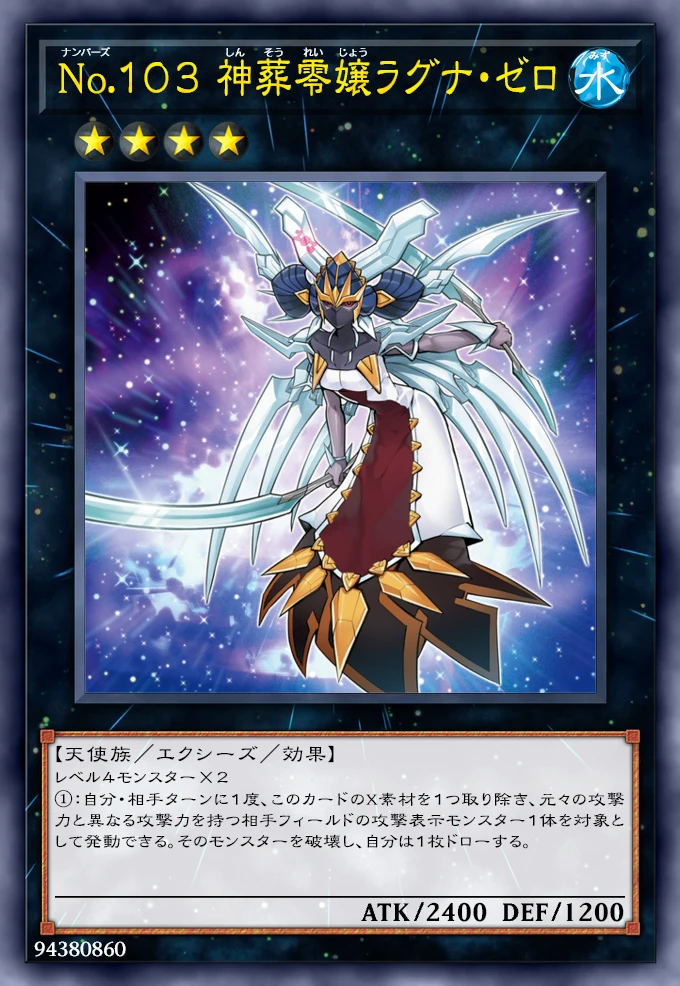 ナンバーズ しん そう れい じょう
No.103 神葬零嬢ラグナ・ゼロ
みず
水
【天使族／エクシーズ／効果】
レベル４モンスター×２
①：自分・相手ターンに１度、このカードのX素材を１つ取り除き、元々の攻撃
力と異なる攻撃力を持つ相手フィールドの攻撃表示モンスター１体を対象と
して発動できる。そのモンスターを破壊し、自分は１枚ドローする。
ATK/2400 DEF/1200
94380860